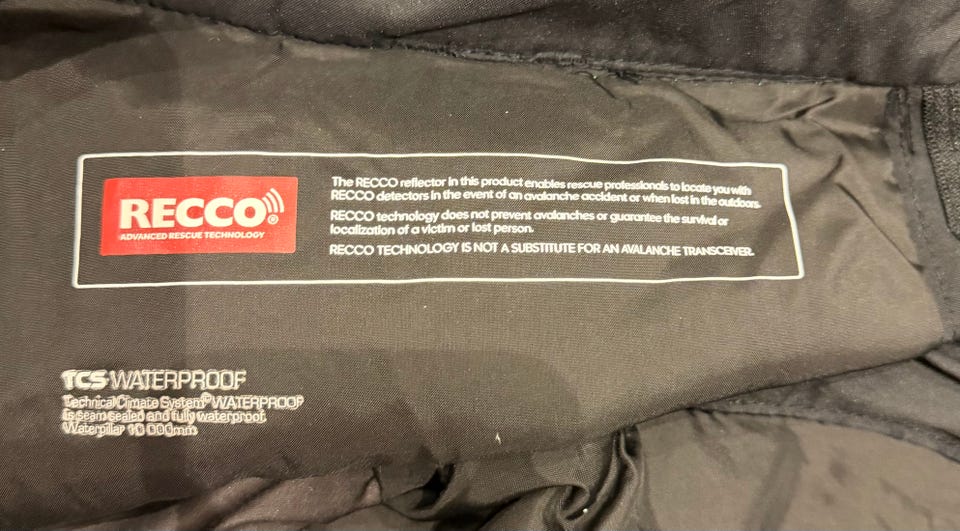 RECCO®
ADVANCED RESCUE TECHNOLOGY
The RECCO reflector in this product enables rescue professionals to locate you with
RECCO detectors in the event of an avalanche accident or when lost in the outdoors.
RECCO technology does not prevent avalanches or guarantee the survival or
localization of a victim or lost person.
RECCO TECHNOLOGY IS NOT A SUBSTITUTE FOR AN AVALANCHE TRANSCEIVER.
TCS WATERPROOF
Technical Climate System® WATERPROOF
is seam sealed and fully waterproof.
Waterpillar 10 000mm